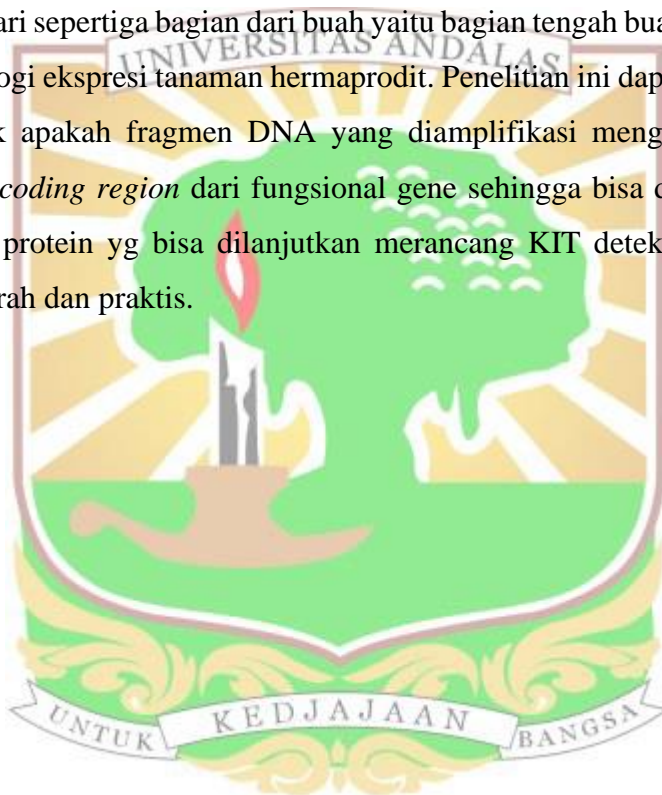 ari sepertiga bagian dari buah yaitu bagian tengah bua
UNIVERSITAS ANDALAS
ogi ekspresi tanaman hermaprodit. Penelitian ini dap
k apakah fragmen DNA yang diamplifikasi meng
coding region dari fungsional gene sehingga bisa
protein yg bisa dilanjutkan merancang KIT detek
rah dan praktis.
UNTUK KEDJAJAAN BANGSA